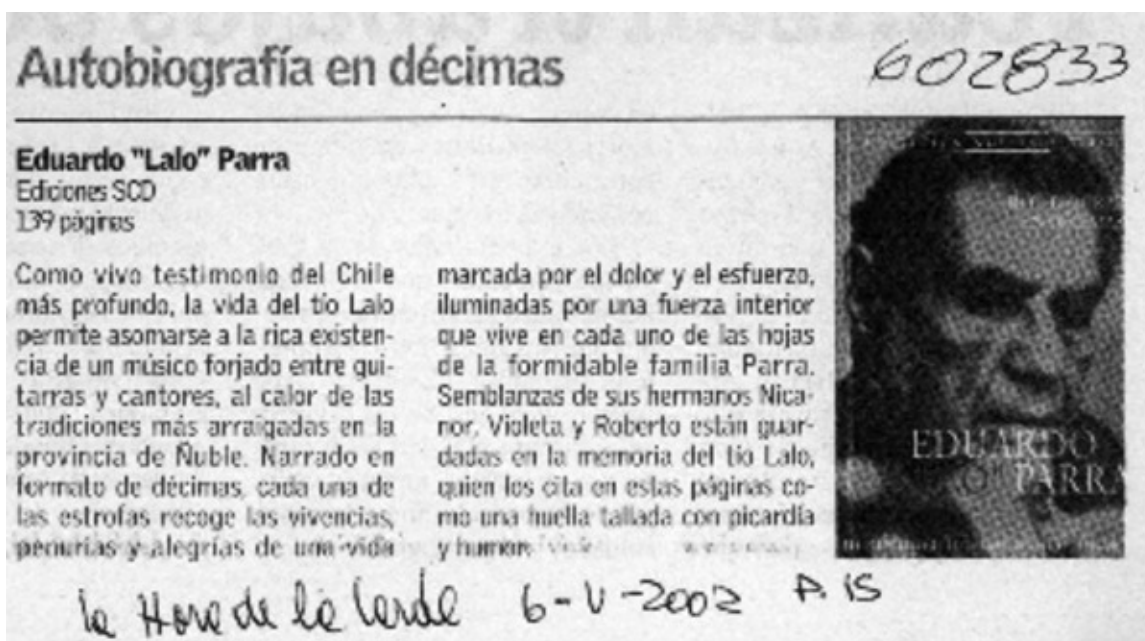 Autobiografía en décimas
602833
Eduardo "Lalo" Parra
Ediciones SCD
139 páginas
Como vivo testimonio del Chile
más profundo, la vida del tío Lalo
permite asomarse a la rica existen-
cia de un músico forjado entre gui-
tarras y cantores, al calor de las
tradiciones más arraigadas en la
provincia de Ñuble. Narrado en
formato de décimas, cada una de
las estrofas recoge las vivencias,
penurias y alegrías de una vida
marcada por el dolor y el esfuerzo,
iluminadas por una fuerza interior
que vive en cada uno de las hojas
de la formidable familia Parra.
Semblanzas de sus hermanos Nica-
nor, Violeta y Roberto están guar-
dadas en la memoria del tío Lalo,
quien los cita en estas páginas co-
mo una huella tallada con picardía
y humor.
EDUARDO
PARRA
La Hora de la tarde 6-V-2002 P. 15